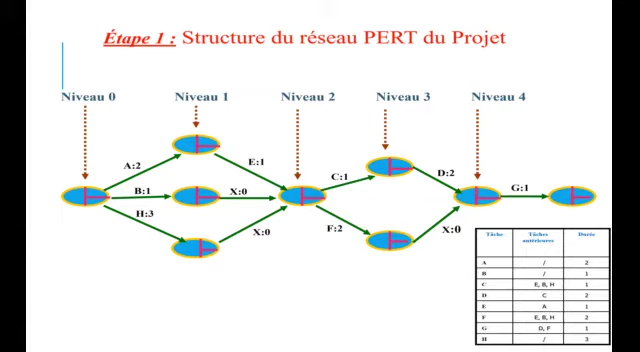 Étape 1 : Structure du réseau PERT du Projet
Niveau 0 Niveau 1 Niveau 2 Niveau 3 Niveau 4
A:2
E:1
B:1
X:0
H:3
X:0
C:1
D:2
F:2
X:0
G:1
Tâche Tâches antérieures Durée
A / 2
B / 1
C E, B, H 1
D C 2
E A 1
F E, B, H 2
G D, F 1
H / 3